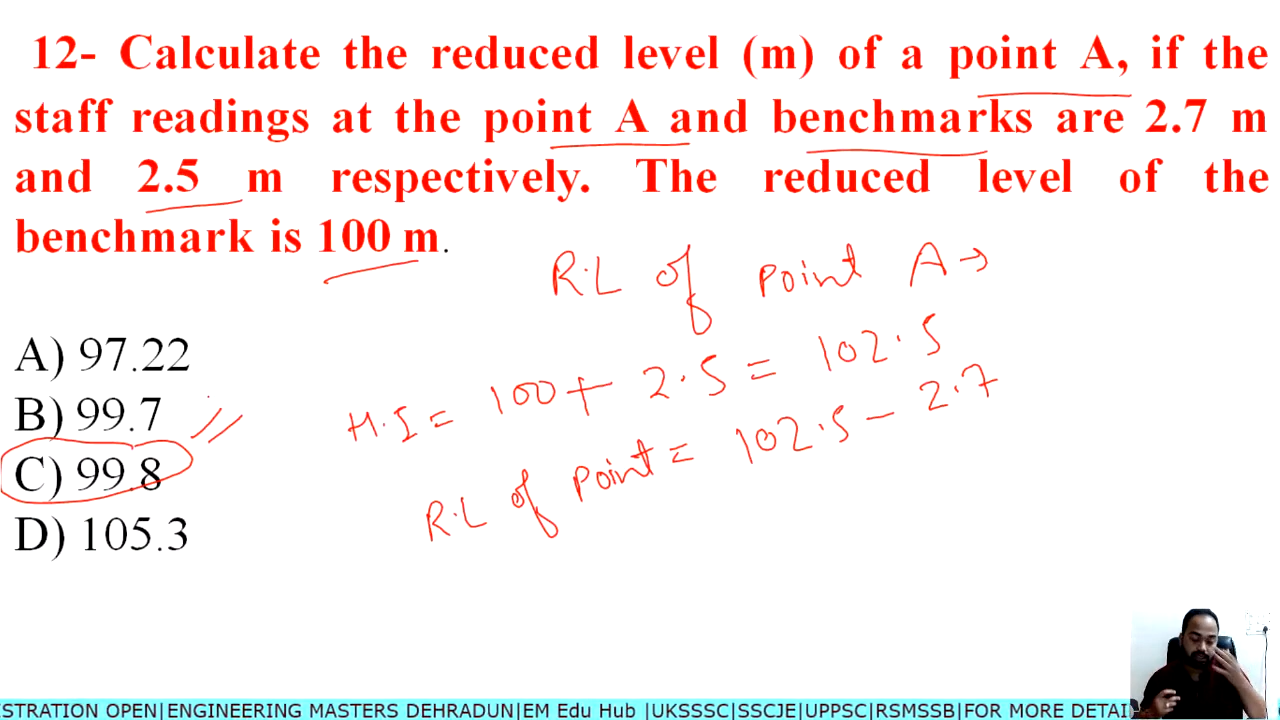 12- Calculate the reduced level (m) of a point A, if the
staff readings at the point A and benchmarks are 2.7 m
and 2.5 m respectively. The reduced level of the
benchmark is 100 m.
R.L of point A →
A) 97.22
H.I = 100 + 2.5 = 102.5
B) 99.7
R.L of point = 102.5 - 2.7
C) 99.8
D) 105.3
ISTRATION OPEN|ENGINEERING MASTERS DEHRADUN|EM Edu Hub |UKSSSC|SSCJE|UPPSC|RSMSSB|FOR MORE DETAI